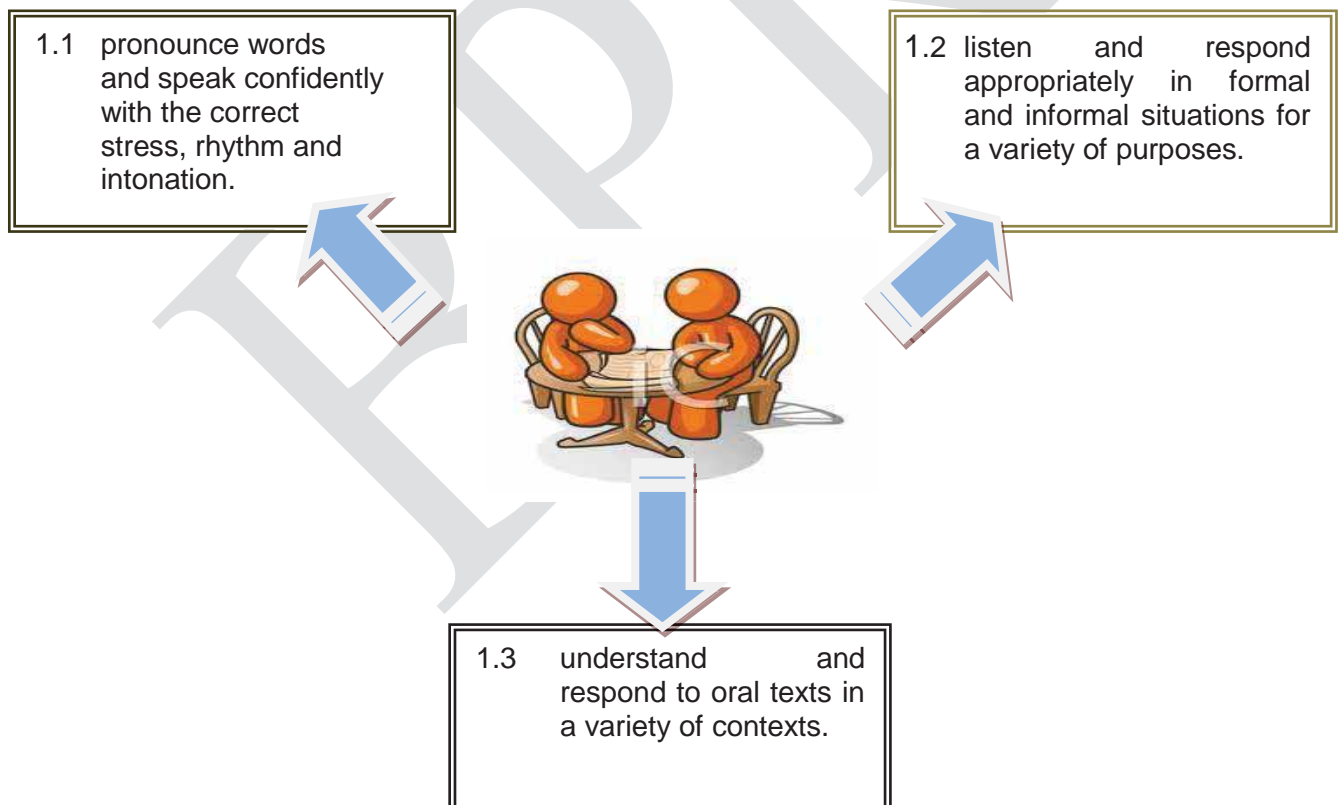 1.1 pronounce words
and speak confidently
with the correct
stress, rhythm and
intonation.
1.2 listen and respond
appropriately in formal
and informal situations for
a variety of purposes.
iC
1.3 understand and
respond to oral texts in
a variety of contexts.